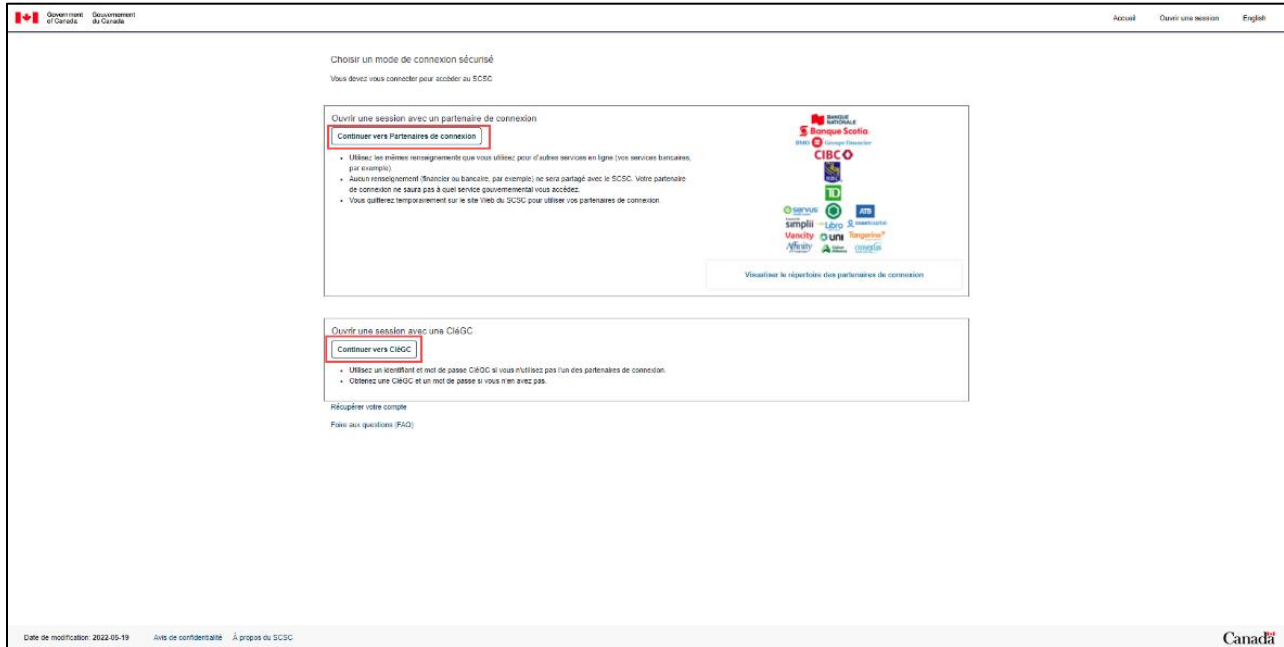 Government of Canada
Gouvernement du Canada
Accueil
Ouvrir une session
English
Choisir un mode de connexion sécurisé
Vous devez vous connecter pour accéder au SCSC
Ouvrir une session avec un partenaire de connexion
Continuer vers Partenaires de connexion
• Utilisez les mêmes renseignements que vous utilisez pour d'autres services en ligne (vos services bancaires,
par exemple).
• Aucun renseignement (financier ou bancaire, par exemple) ne sera partagé avec le SCSC. Votre partenaire
de connexion ne saura pas à quel service gouvernemental vous accédez.
• Vous quitterez temporairement sur le site Web du SCSC pour utiliser vos partenaires de connexion.
BANQUE
NATIONALE
Banque Scotia
BMO Groupe financier
CIBC
RBC
TD
servus
ATB
simplii Libro coastcapital
Vancity uni Tangerine
Affinity conexus
Visualiser le répertoire des partenaires de connexion
Ouvrir une session avec une CléGC
Continuer vers CléGC
• Utilisez un identifiant et mot de passe CléGC si vous n'utilisez pas l'un des partenaires de connexion.
• Obtenez une CléGC et un mot de passe si vous n'en avez pas.
Récupérer votre compte
Foire aux questions (FAQ)
Date de modification: 2022-05-19
Avis de confidentialité
À propos du SCSC
Canada